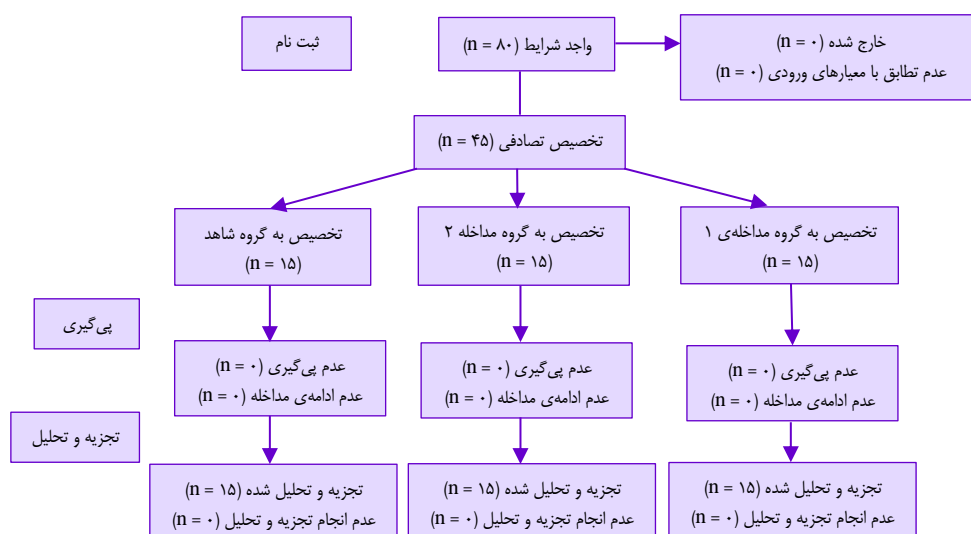 ثبت نام
واجد شرایط (n = ۸۰)
خارج شده (n = ۰)
عدم تطابق با معیارهای ورودی (n = ۰)
تخصیص تصادفی (n = ۴۵)
تخصیص به گروه مداخله‌ی ۱
(n = ۱۵)
تخصیص به گروه مداخله ۲
(n = ۱۵)
تخصیص به گروه شاهد
(n = ۱۵)
پی‌گیری
عدم پی‌گیری (n = ۰)
عدم ادامه‌ی مداخله (n = ۰)
عدم پی‌گیری (n = ۰)
عدم ادامه‌ی مداخله (n = ۰)
عدم پی‌گیری (n = ۰)
عدم ادامه‌ی مداخله (n = ۰)
تجزیه و تحلیل
تجزیه و تحلیل شده (n = ۱۵)
عدم انجام تجزیه و تحلیل (n = ۰)
تجزیه و تحلیل شده (n = ۱۵)
عدم انجام تجزیه و تحلیل (n = ۰)
تجزیه و تحلیل شده (n = ۱۵)
عدم انجام تجزیه و تحلیل (n = ۰)